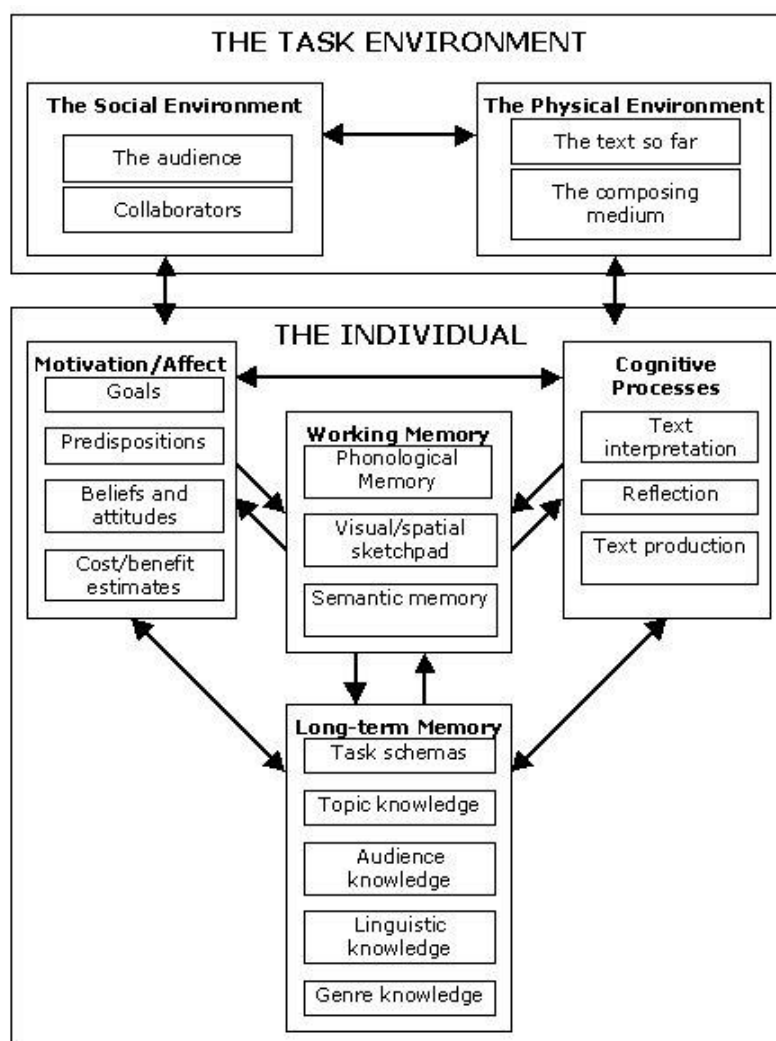 THE TASK ENVIRONMENT
The Social Environment
The audience
Collaborators
The Physical Environment
The text so far
The composing
medium
THE INDIVIDUAL
Motivation/Affect
Goals
Predispositions
Beliefs and
attitudes
Cost/benefit
estimates
Working Memory
Phonological
Memory
Visual/spatial
sketchpad
Semantic memory
Cognitive
Processes
Text
interpretation
Reflection
Text production
Long-term Memory
Task schemas
Topic knowledge
Audience
knowledge
Linguistic
knowledge
Genre knowledge